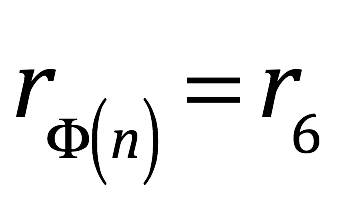 r_{Φ(n)} = r_6